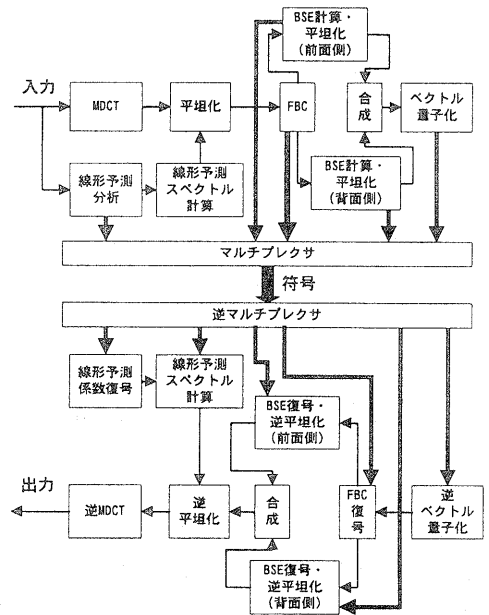 BSE計算・
平坦化
(前面側)
入力
MDCT
平坦化
FBC
合
成
ベクトル
量子化
線形予測
分析
線形予測
スペクトル
計算
BSE計算・
平坦化
(背面側)
マルチプレクサ
符号
逆マルチプレクサ
線形予測
係数復号
線形予測
スペクトル
計算
BSE復号・
逆平坦化
(前面側)
出力
逆MDCT
逆
平坦化
合
成
FBC
復
号
逆
ベクトル
量子化
BSE復号・
逆平坦化
(背面側)